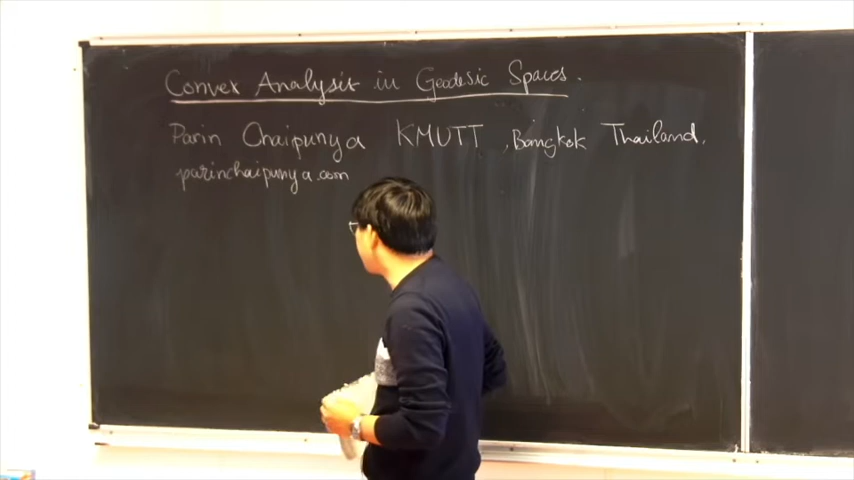 Convex Analysis in Geodesic Spaces.
Parin Chaipunya KMUTT, Bangkok Thailand.
parinchaipunya.com